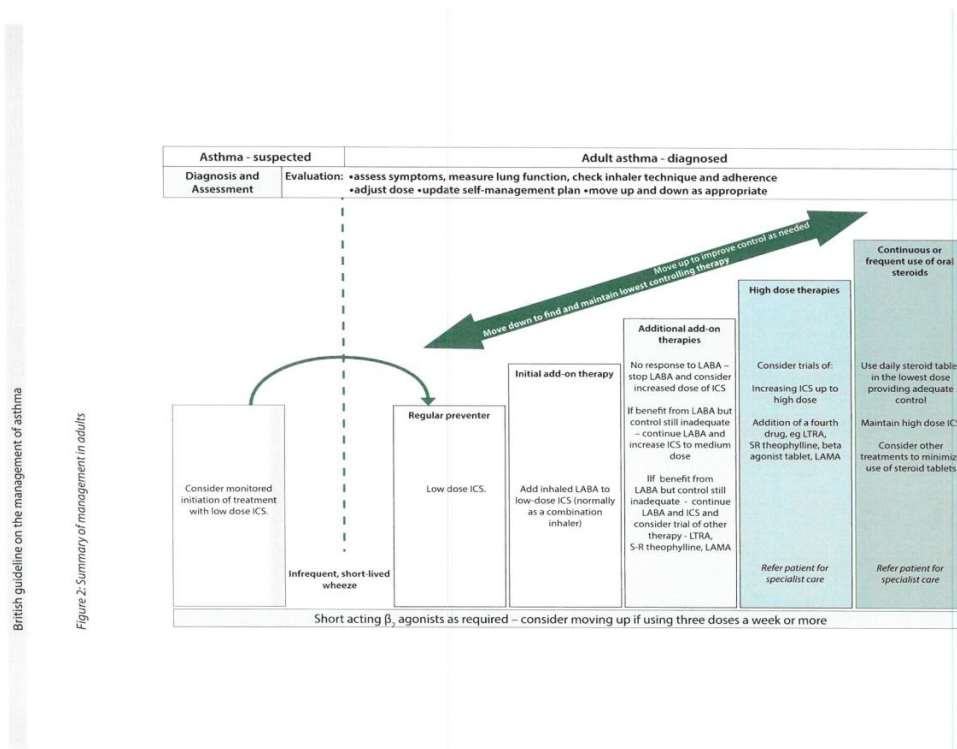 British guideline on the management of asthma
Figure 2: Summary of management in adults
Asthma - suspected
Adult asthma - diagnosed
Diagnosis and
Assessment
Evaluation: •assess symptoms, measure lung function, check inhaler technique and adherence
•adjust dose •update self-management plan •move up and down as appropriate
Move up to improve control as needed
Move down to find and maintain lowest controlling therapy
Consider monitored
initiation of treatment
with low dose ICS.
Infrequent, short-lived
wheeze
Regular preventer
Low dose ICS.
Initial add-on therapy
Add inhaled LABA to
low-dose ICS (normally
as a combination
inhaler)
Additional add-on
therapies
No response to LABA –
stop LABA and consider
increased dose of ICS
If benefit from LABA but
control still inadequate
– continue LABA and
increase ICS to medium
dose
IIf benefit from
LABA but control still
inadequate - continue
LABA and ICS and
consider trial of other
therapy - LTRA,
S-R theophylline, LAMA
High dose therapies
Consider trials of:
Increasing ICS up to
high dose
Addition of a fourth
drug, eg LTRA,
SR theophylline, beta
agonist tablet, LAMA
Refer patient for
specialist care
Continuous or
frequent use of oral
steroids
Use daily steroid table
in the lowest dose
providing adequate
control
Maintain high dose ICS
Consider other
treatments to minimize
use of steroid tablets
Refer patient for
specialist care
Short acting β₂ agonists as required – consider moving up if using three doses a week or more